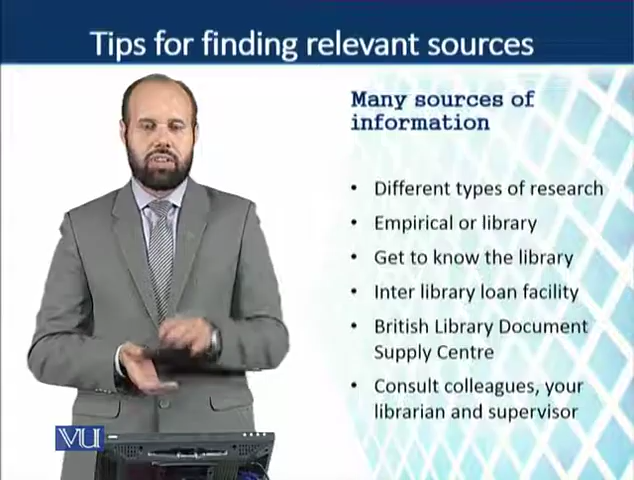 Tips for finding relevant sources
Many sources of
information
• Different types of research
• Empirical or library
• Get to know the library
• Inter library loan facility
• British Library Document
Supply Centre
• Consult colleagues, your
librarian and supervisor
VU